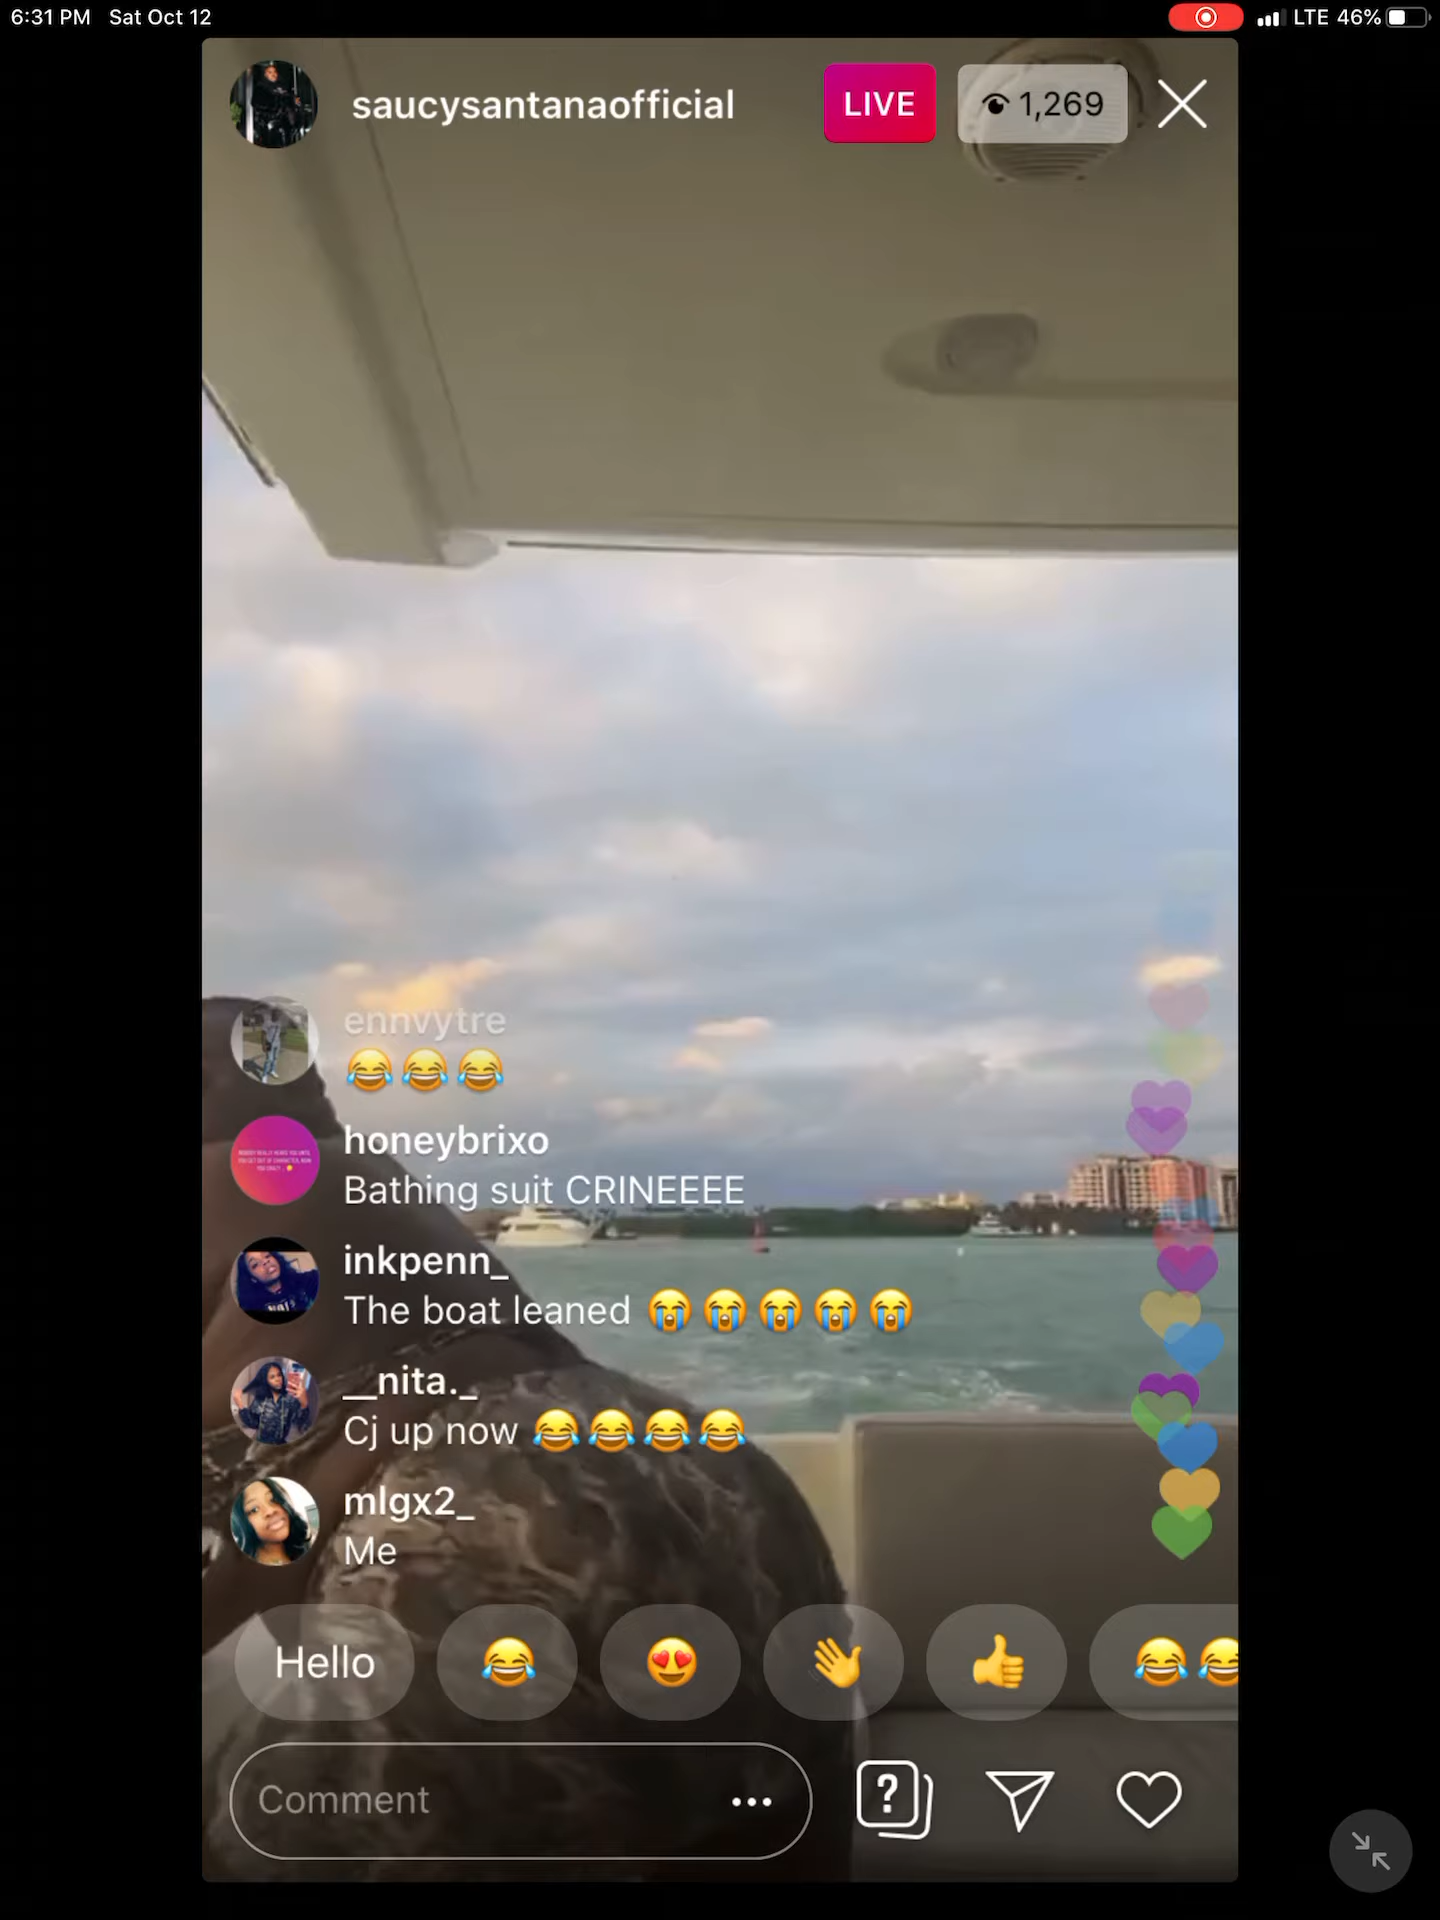 6:31 PM Sat Oct 12
LTE 46%
saucysantanaofficial
LIVE
1,269
ennvytre
😂😂😂
honeybrixo
Bathing suit CRINEEEE
inkpenn_
The boat leaned 😭😭😭😭😭
__nita._
Cj up now 😂😂😂😂
mlgx2_
Me
Hello 😂 😍 👋 👍 😂😂
Comment
?